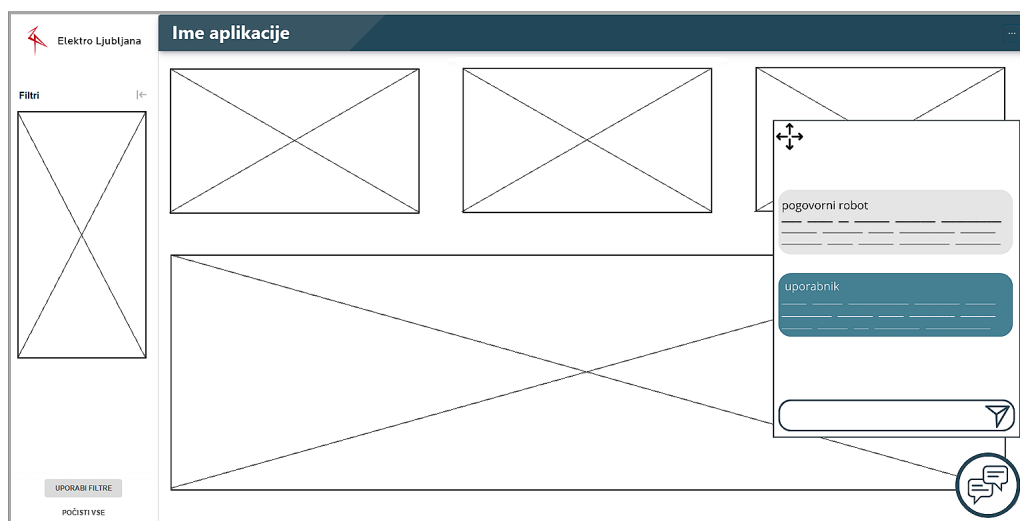 Elektro Ljubljana
Ime aplikacije
...
Filtri
pogovorni robot
uporabnik
UPORABI FILTRE
POČISTI VSE